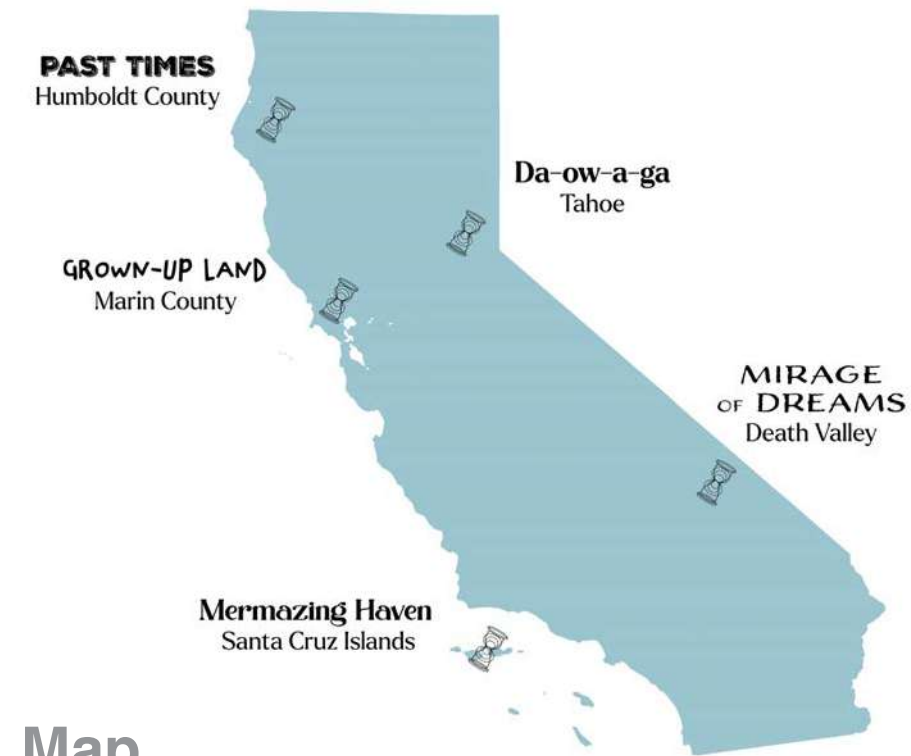 PAST TIMES
Humboldt County
Da-ow-a-ga
Tahoe
GROWN-UP LAND
Marin County
MIRAGE
OF DREAMS
Death Valley
Mermazing Haven
Santa Cruz Islands
Map